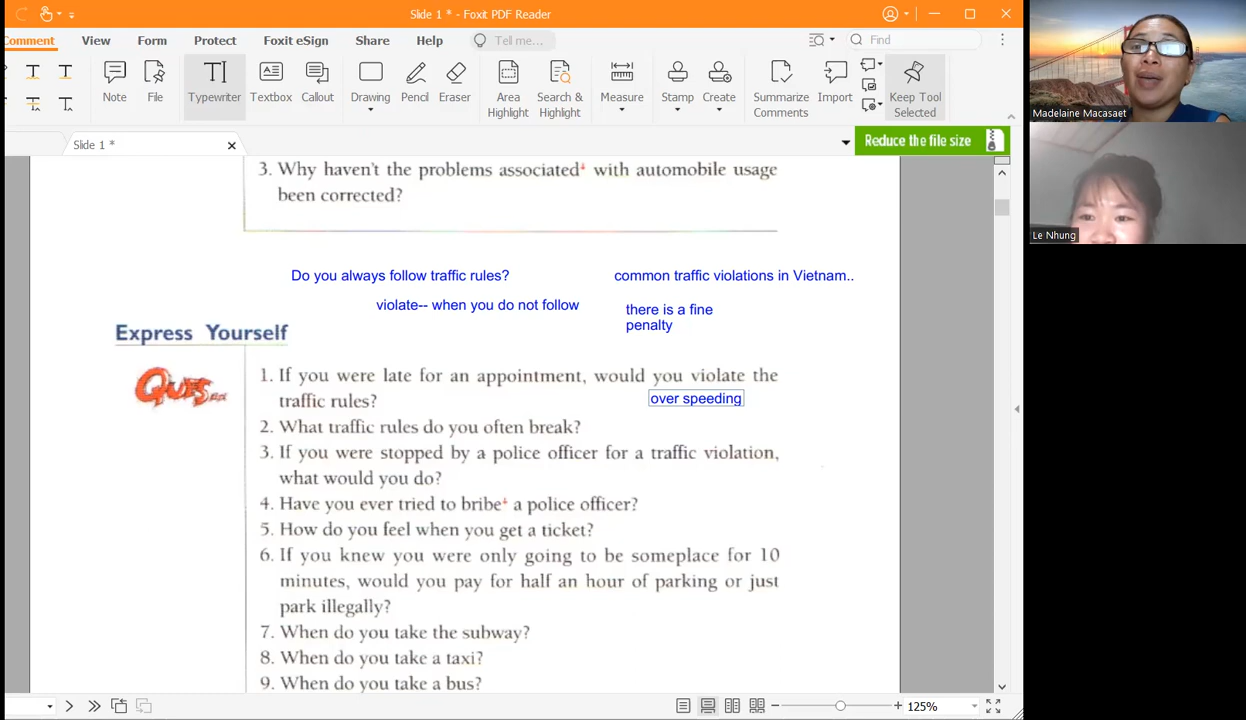 Slide 1 * - Foxit PDF Reader
Comment View Form Protect Foxit eSign Share Help Tell me... Find
Note File Typewriter Textbox Callout Drawing Pencil Eraser Area Highlight Search & Highlight Measure Stamp Create Summarize Comments Import Keep Tool Selected
Slide 1 *
Reduce the file size
3. Why haven't the problems associated with automobile usage
been corrected?
Do you always follow traffic rules?
common traffic violations in Vietnam..
violate-- when you do not follow
there is a fine
penalty
Express Yourself
QUES
1. If you were late for an appointment, would you violate the
traffic rules?
over speeding
2. What traffic rules do you often break?
3. If you were stopped by a police officer for a traffic violation,
what would you do?
4. Have you ever tried to bribe a police officer?
5. How do you feel when you get a ticket?
6. If you knew you were only going to be someplace for 10
minutes, would you pay for half an hour of parking or just
park illegally?
7. When do you take the subway?
8. When do you take a taxi?
9. When do you take a bus?
125%
Madelaine Macasaet
Le Nhung